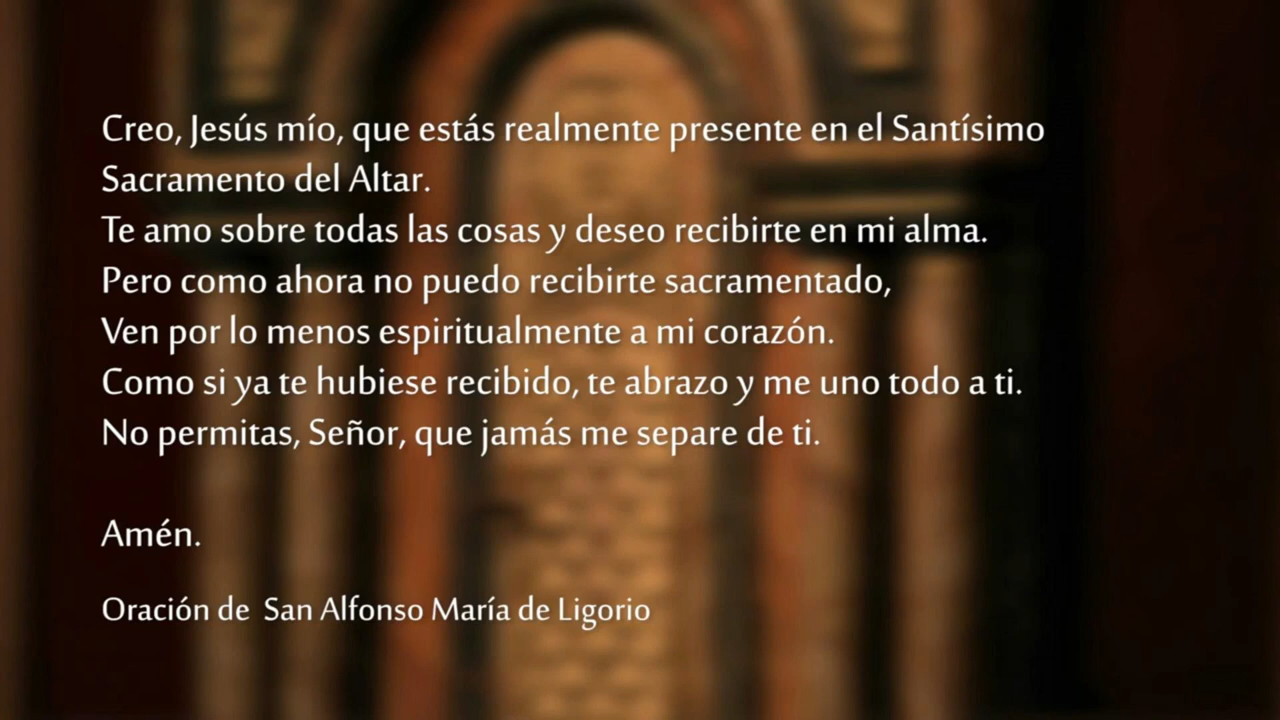 Creo, Jesús mío, que estás realmente presente en el Santísimo
Sacramento del Altar.
Te amo sobre todas las cosas y deseo recibirte en mi alma.
Pero como ahora no puedo recibirte sacramentado,
Ven por lo menos espiritualmente a mi corazón.
Como si ya te hubiese recibido, te abrazo y me uno todo a ti.
No permitas, Señor, que jamás me separe de ti.
Amén.
Oración de  San Alfonso María de Ligorio